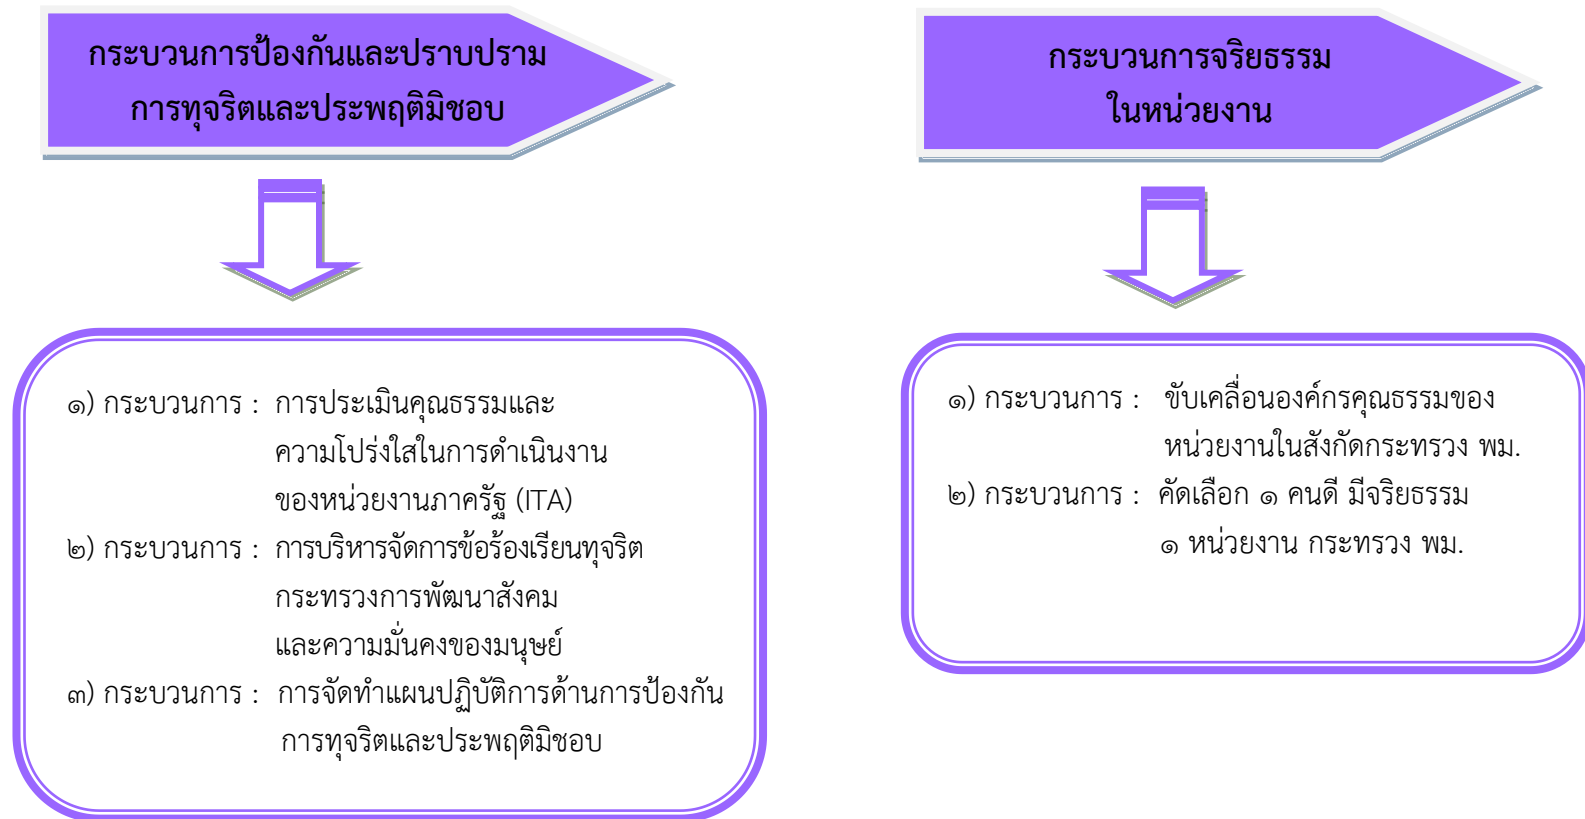 กระบวนการป้องกันและปราบปราม
การทุจริตและประพฤติมิชอบ
๑) กระบวนการ : การประเมินคุณธรรมและ
ความโปร่งใสในการดำเนินงาน
ของหน่วยงานภาครัฐ (ITA)
๒) กระบวนการ : การบริหารจัดการข้อร้องเรียนทุจริต
กระทรวงการพัฒนาสังคม
และความมั่นคงของมนุษย์
๓) กระบวนการ : การจัดทำแผนปฏิบัติการด้านการป้องกัน
การทุจริตและประพฤติมิชอบ
กระบวนการจริยธรรม
ในหน่วยงาน
๑) กระบวนการ : ขับเคลื่อนองค์กรคุณธรรมของ
หน่วยงานในสังกัดกระทรวง พม.
๒) กระบวนการ : คัดเลือก ๑ คนดี มีจริยธรรม
๑ หน่วยงาน กระทรวง พม.